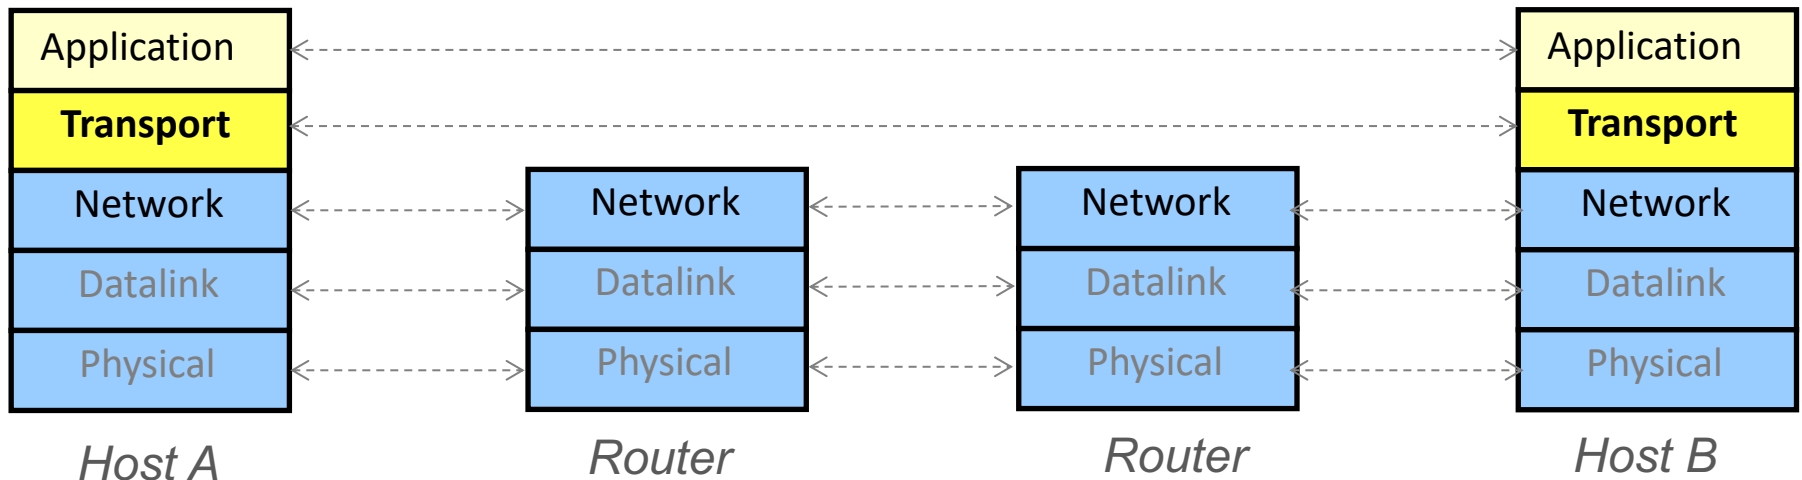 Application
Application
Transport
Transport
Network
Network
Network
Network
Datalink
Datalink
Datalink
Datalink
Physical
Physical
Physical
Physical
Host A
Router
Router
Host B